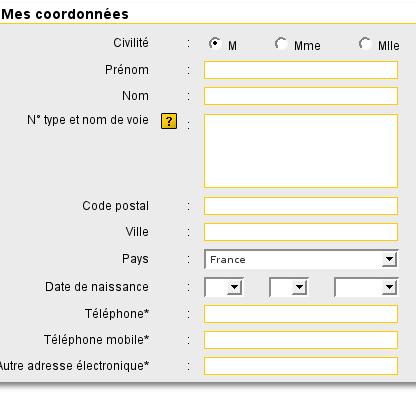 Mes coordonnées
Civilité : M Mme Mlle
Prénom :
Nom :
N° type et nom de voie ? :
Code postal :
Ville :
Pays : France
Date de naissance :
Téléphone* :
Téléphone mobile* :
Autre adresse électronique* :